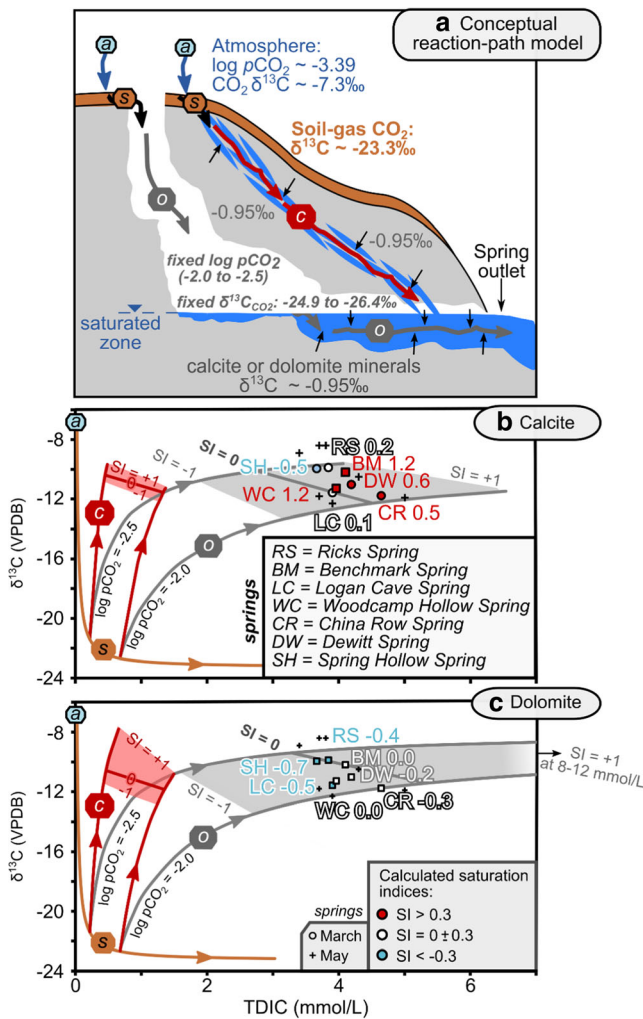 a Conceptual
reaction-path model
a
a
Atmosphere:
log pCO2 ~ -3.39
CO2 δ13C ~ -7.3‰
s
s
Soil-gas CO2:
δ13C ~ -23.3‰
o
c
-0.95‰
-0.95‰
fixed log pCO2
(-2.0 to -2.5)
Spring
outlet
fixed δ13CCO2: -24.9 to -26.4‰
saturated
zone
o
calcite or dolomite minerals
δ13C ~ -0.95‰
b Calcite
a
-8
-10
-12
-14
-16
-18
-20
-22
-24
δ13C (VPDB)
SI = +1
0
-1
SI = -1
SI = 0
SI = +1
RS 0.2
SH -0.5
BM 1.2
DW 0.6
WC 1.2
CR 0.5
LC 0.1
c
o
s
log pCO2 = -2.5
log pCO2 = -2.0
springs
RS = Ricks Spring
BM = Benchmark Spring
LC = Logan Cave Spring
WC = Woodcamp Hollow Spring
CR = China Row Spring
DW = Dewitt Spring
SH = Spring Hollow Spring
c Dolomite
a
-8
-10
-12
-14
-16
-18
-20
-22
-24
δ13C (VPDB)
SI = +1
0
-1
SI = -1
SI = 0
RS -0.4
SH -0.7
BM 0.0
DW -0.2
LC -0.5
WC 0.0
CR -0.3
SI = +1
at 8-12 mmol/L
c
o
s
log pCO2 = -2.5
log pCO2 = -2.0
springs
March
May
Calculated saturation
indices:
SI > 0.3
SI = 0 ± 0.3
SI < -0.3
0
2
4
6
TDIC (mmol/L)